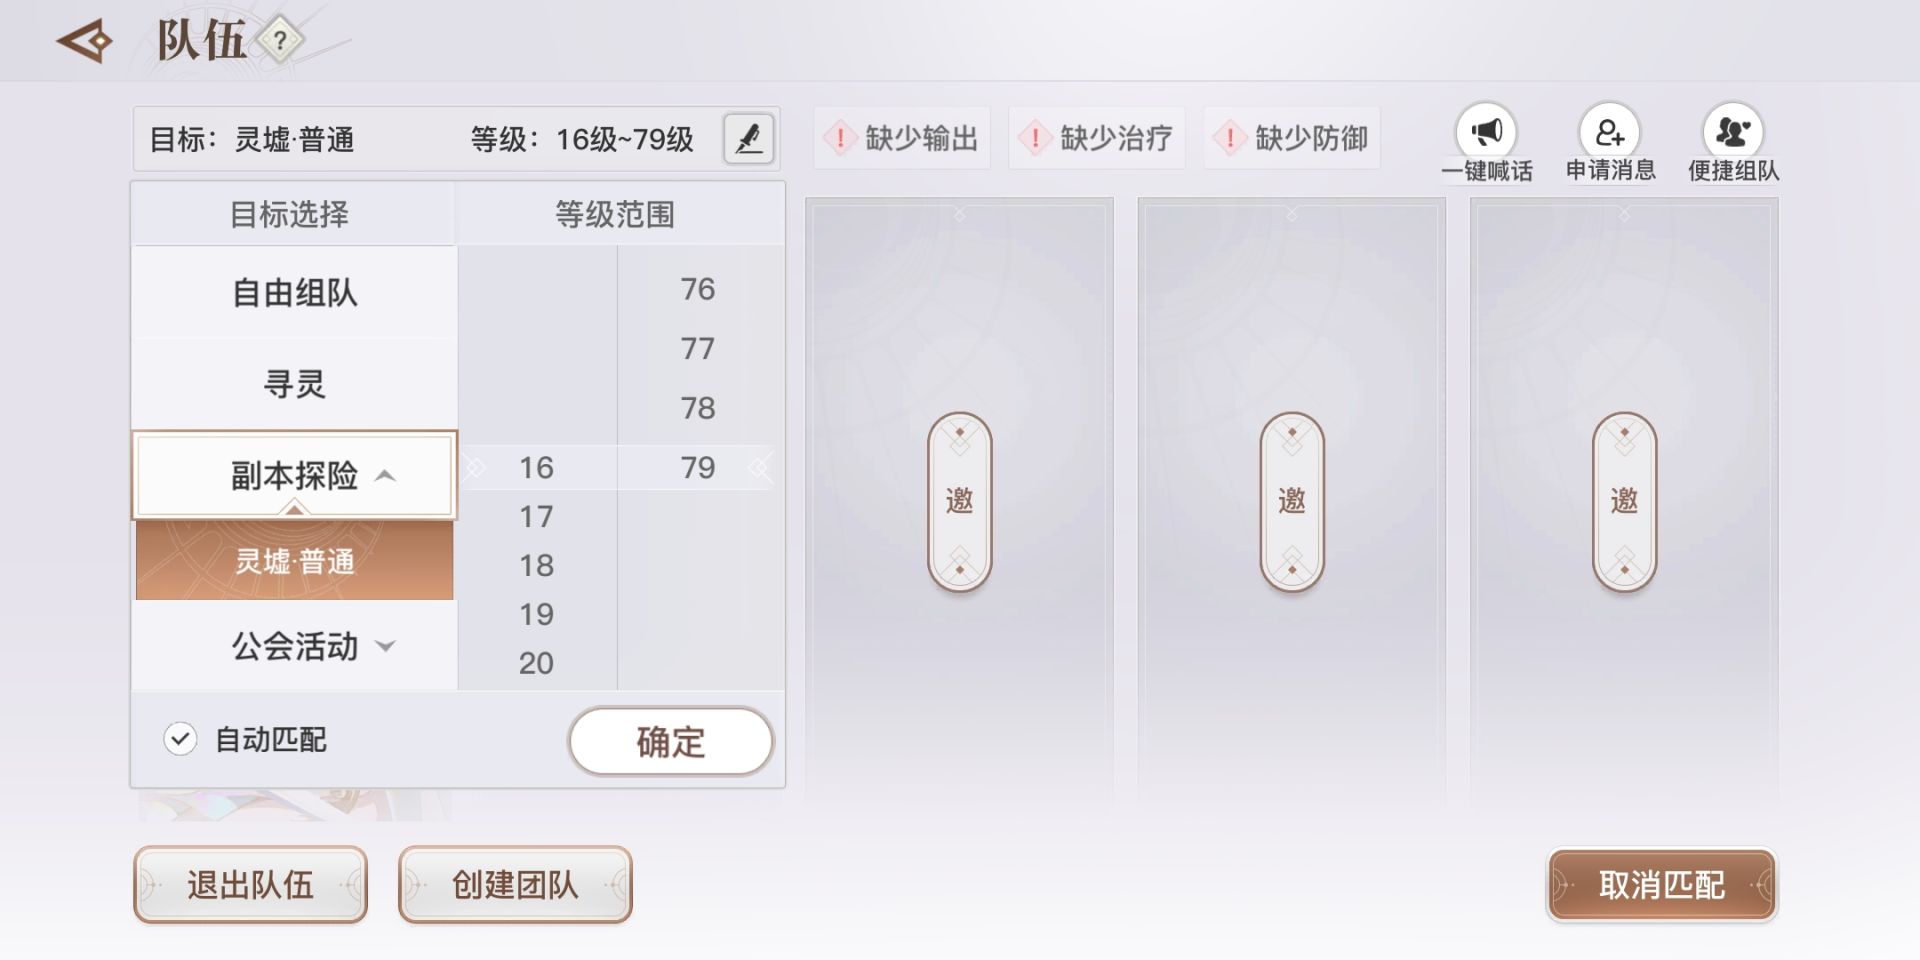 队伍 ?
目标：灵墟·普通 等级：16级~79级
! 缺少输出 ! 缺少治疗 ! 缺少防御
一键喊话 申请消息 便捷组队
目标选择 等级范围
自由组队
寻灵
副本探险
灵墟·普通
公会活动
76
77
78
16 79
17
18
19
20
自动匹配 确定
邀 邀 邀
退出队伍 创建团队 取消匹配